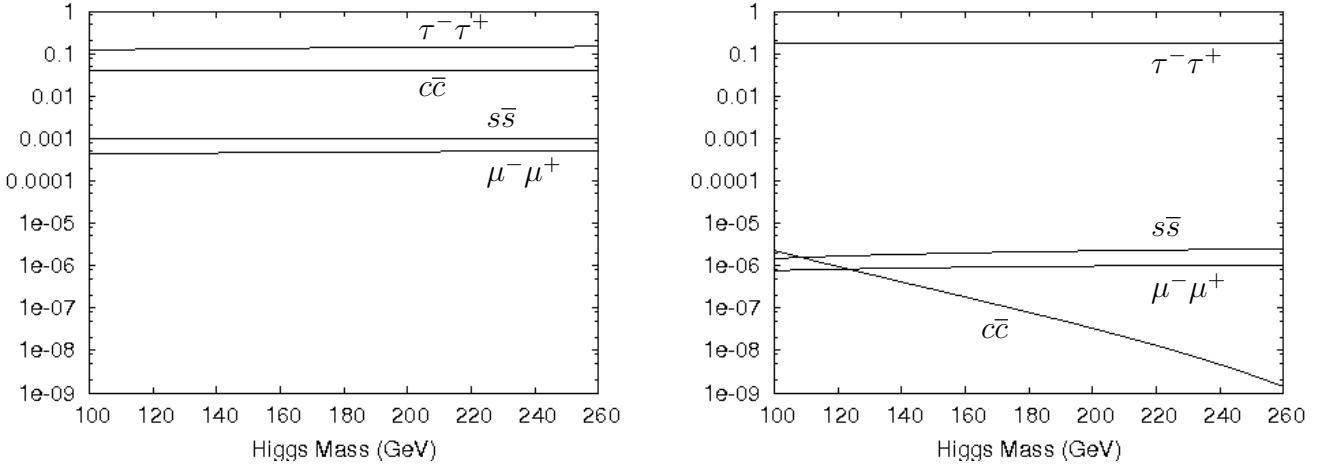 1
0.1
0.01
0.001
0.0001
1e-05
1e-06
1e-07
1e-08
1e-09
τ⁻τ⁺
cc̅
ss̅
μ⁻μ⁺
100 120 140 160 180 200 220 240 260
Higgs Mass (GeV)
1
0.1
0.01
0.001
0.0001
1e-05
1e-06
1e-07
1e-08
1e-09
τ⁻τ⁺
ss̅
μ⁻μ⁺
cc̅
100 120 140 160 180 200 220 240 260
Higgs Mass (GeV)